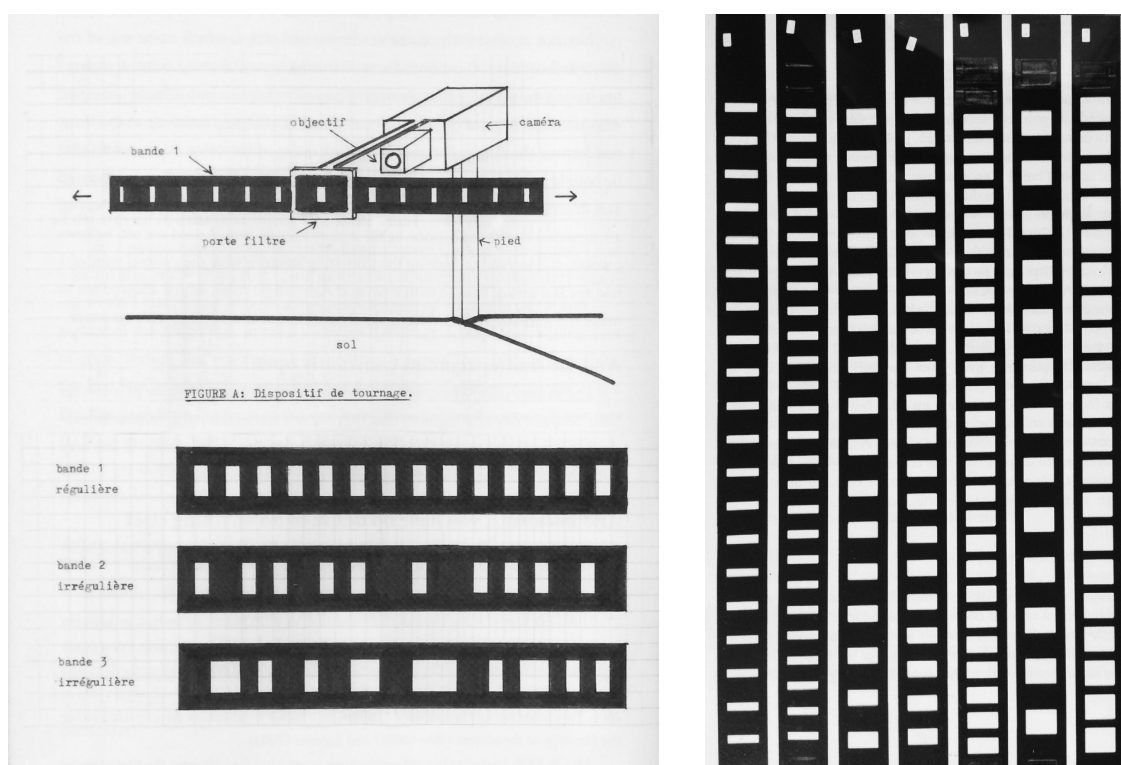 objectif
caméra
bande 1
porte filtre
pied
sol
FIGURE A: Dispositif de tournage.
bande 1
régulière
bande 2
irrégulière
bande 3
irrégulière